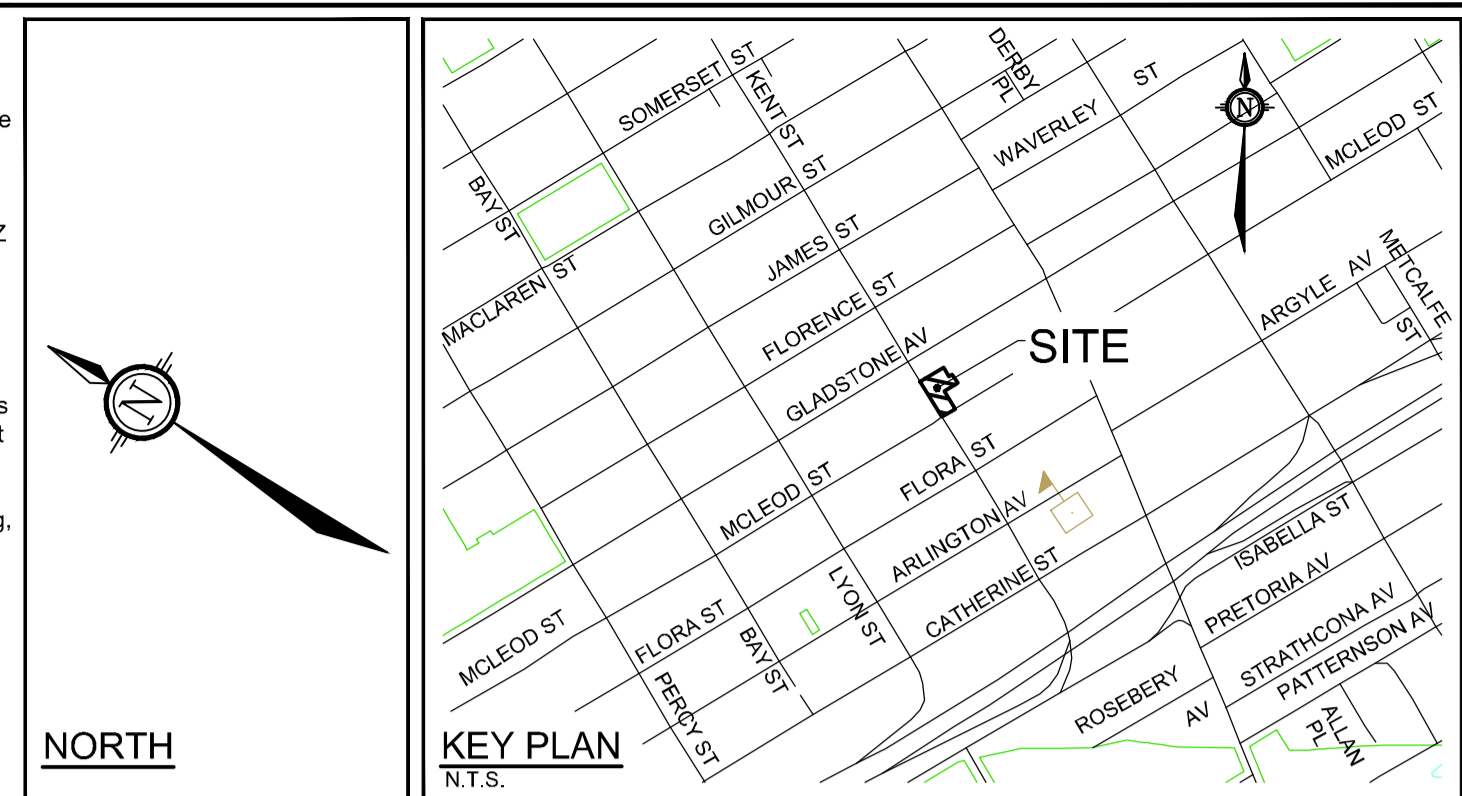 e
Z
s
t
g,
N
NORTH
SOMERSET ST
KENT ST
DERBY PL
WAVERLEY ST
N
MCLEOD ST
BAY ST
GILMOUR ST
JAMES ST
MACLAREN ST
FLORENCE ST
GLADSTONE AV
SITE
ARGYLE AV
METCALFE ST
MCLEOD ST
FLORA ST
ARLINGTON AV
CATHERINE ST
ISABELLA ST
PRETORIA AV
STRATHCONA AV
PATTERNSON AV
LYON ST
MCLEOD ST
FLORA ST
BAY ST
PERCY ST
ROSEBERY AV
ALLAN PL
KEY PLAN
N.T.S.